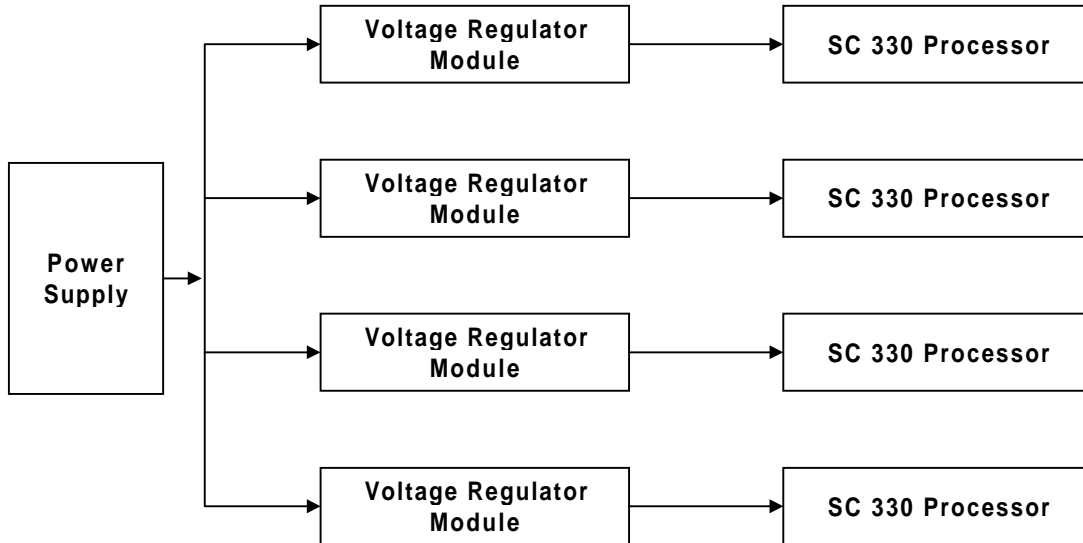 Voltage Regulator
Module
SC 330 Processor
Voltage Regulator
Module
SC 330 Processor
Power
Supply
Voltage Regulator
Module
SC 330 Processor
Voltage Regulator
Module
SC 330 Processor